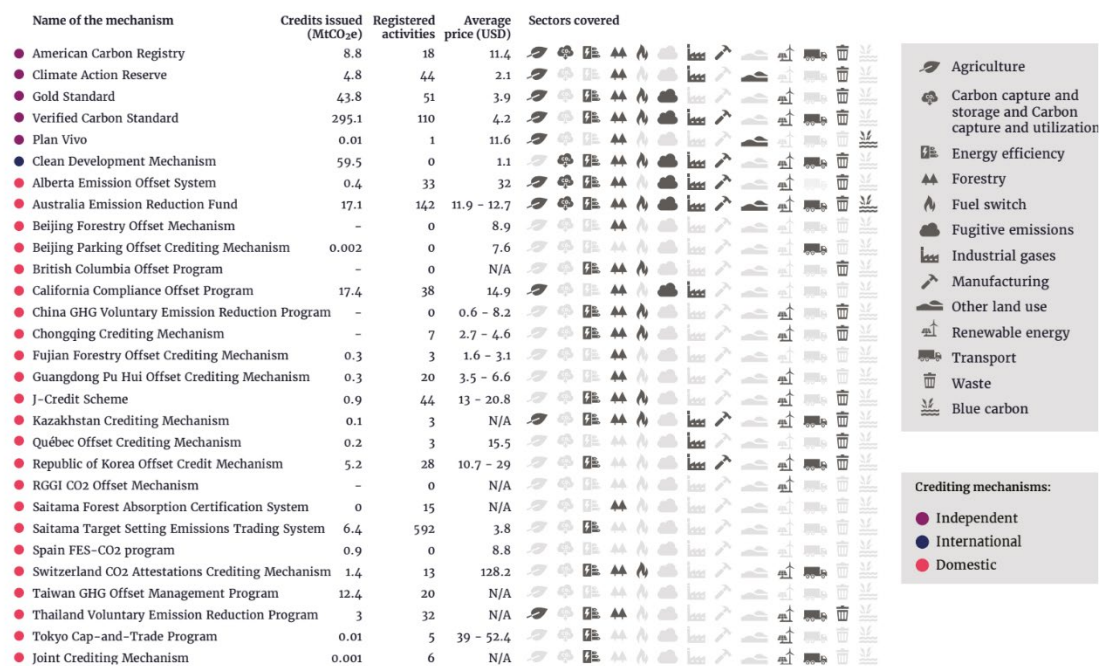 Name of the mechanism Credits issued (MtCO₂e) Registered activities Average price (USD) Sectors covered
American Carbon Registry 8.8 18 11.4
Climate Action Reserve 4.8 44 2.1
Gold Standard 43.8 51 3.9
Verified Carbon Standard 295.1 110 4.2
Plan Vivo 0.01 1 11.6
Clean Development Mechanism 59.5 0 1.1
Alberta Emission Offset System 0.4 33 32
Australia Emission Reduction Fund 17.1 142 11.9 - 12.7
Beijing Forestry Offset Mechanism - 0 8.9
Beijing Parking Offset Crediting Mechanism 0.002 0 7.6
British Columbia Offset Program - 0 N/A
California Compliance Offset Program 17.4 38 14.9
China GHG Voluntary Emission Reduction Program - 0 0.6 - 8.2
Chongqing Crediting Mechanism - 7 2.7 - 4.6
Fujian Forestry Offset Crediting Mechanism 0.3 3 1.6 - 3.1
Guangdong Pu Hui Offset Crediting Mechanism 0.3 20 3.5 - 6.6
J-Credit Scheme 0.9 44 13 - 20.8
Kazakhstan Crediting Mechanism 0.1 3 N/A
Québec Offset Crediting Mechanism 0.2 3 15.5
Republic of Korea Offset Credit Mechanism 5.2 28 10.7 - 29
RGGI CO2 Offset Mechanism - 0 N/A
Saitama Forest Absorption Certification System 0 15 N/A
Saitama Target Setting Emissions Trading System 6.4 592 3.8
Spain FES-CO2 program 0.9 0 8.8
Switzerland CO2 Attestations Crediting Mechanism 1.4 13 128.2
Taiwan GHG Offset Management Program 12.4 20 N/A
Thailand Voluntary Emission Reduction Program 3 32 N/A
Tokyo Cap-and-Trade Program 0.01 5 39 - 52.4
Joint Crediting Mechanism 0.001 6 N/A
Agriculture
Carbon capture and
storage and Carbon
capture and utilization
Energy efficiency
Forestry
Fuel switch
Fugitive emissions
Industrial gases
Manufacturing
Other land use
Renewable energy
Transport
Waste
Blue carbon
Crediting mechanisms:
Independent
International
Domestic